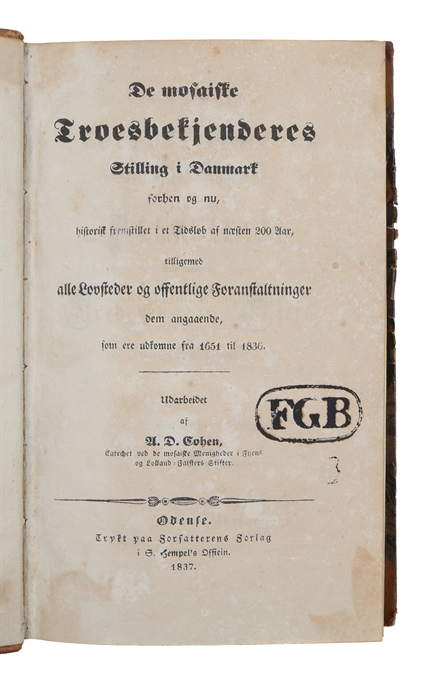 De mosaiske
Troesbekjenderes
Stilling i Danmark
forhen og nu,
historisk fremstillet i et Tidsløb af næsten 200 Aar,
tilligemed
alle Lovsteder og offentlige Foranstaltninger
dem angaaende,
som ere udkomne fra 1651 til 1836.
Udarbeidet
af
A. D. Cohen,
Catechet ved de mosaiske Menigheder i Fyens
og Lolland-Falsters Stifter.
FGB
3
Odense.
Trykt paa Forfatterens Forlag
i S. Hempel's Officin.
1837.